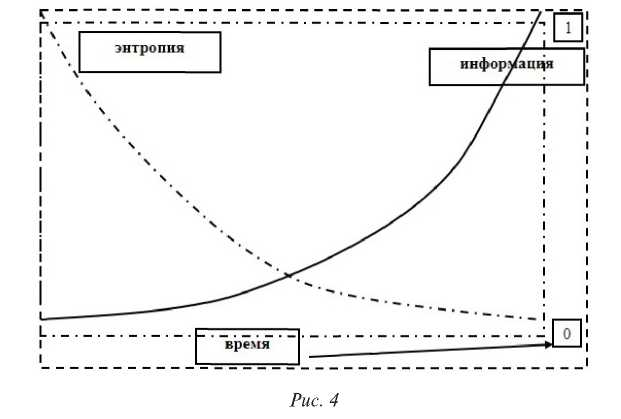 1
энтропия
информация
0
время
Рис. 4